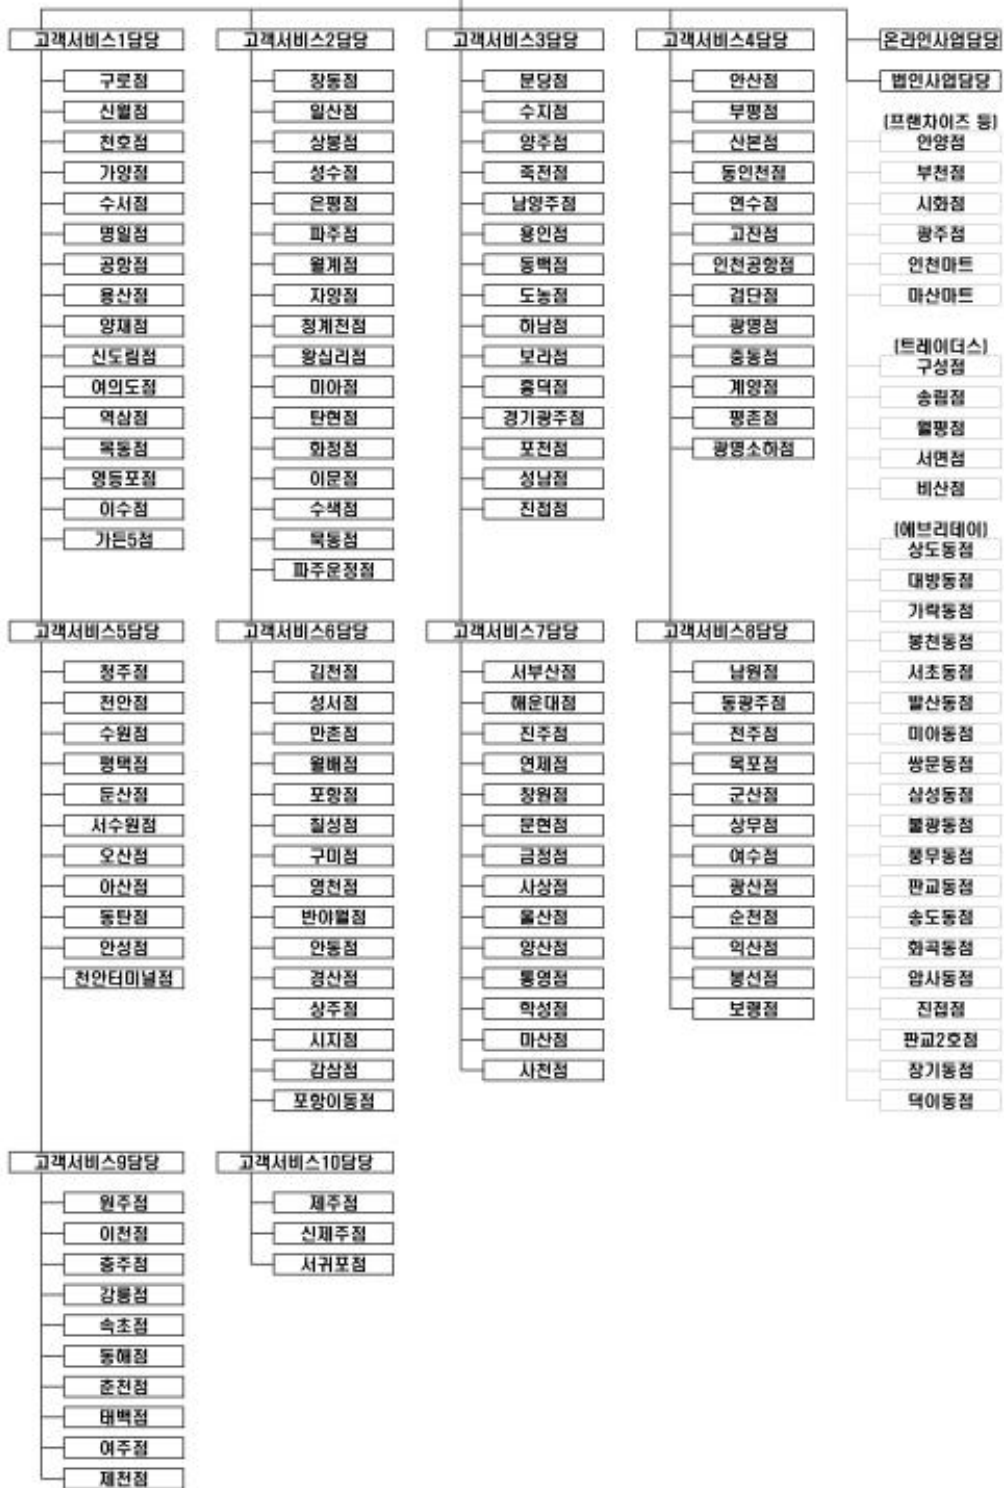 고객서비스1담당
구로점
신월점
천호점
가양점
수서점
명일점
공항점
용산점
양재점
신도림점
여의도점
역삼점
목동점
영등포점
이수점
가든5점
고객서비스2담당
창동점
일산점
상봉점
성수점
은평점
파주점
월계점
자양점
청계천점
왕십리점
미아점
탄현점
화정점
이문점
수색점
묵동점
파주운정점
고객서비스3담당
분당점
수지점
양주점
죽전점
남양주점
용인점
동백점
도농점
하남점
보라점
흥덕점
경기광주점
포천점
성남점
진접점
고객서비스4담당
안산점
부평점
산본점
동인천점
연수점
고잔점
인천공항점
검단점
광명점
중동점
계양점
평촌점
광명소하점
고객서비스5담당
청주점
천안점
수원점
평택점
둔산점
서수원점
오산점
아산점
동탄점
안성점
천안터미널점
고객서비스6담당
김천점
성서점
만촌점
월배점
포항점
칠성점
구미점
영천점
반야월점
안동점
경산점
상주점
시지점
감삼점
포항이동점
고객서비스7담당
서부산점
해운대점
진주점
연제점
창원점
문현점
금정점
사상점
울산점
양산점
통영점
학성점
마산점
사천점
고객서비스8담당
남원점
동광주점
전주점
목포점
군산점
상무점
여수점
광산점
순천점
익산점
봉선점
보령점
고객서비스9담당
원주점
이천점
충주점
강릉점
속초점
동해점
춘천점
태백점
여주점
제천점
고객서비스10담당
제주점
신제주점
서귀포점
온라인사업담당
법인사업담당
(프랜차이즈 등)
안양점
부천점
시화점
광주점
인천마트
마산마트
(트레이더스)
구성점
송림점
월평점
서면점
비산점
(에브리데이)
상도동점
대방동점
가락동점
봉천동점
서초동점
발산동점
미아동점
쌍문동점
삼성동점
불광동점
풍무동점
판교동점
송도동점
화곡동점
암사동점
진접점
판교2호점
장기동점
덕이동점